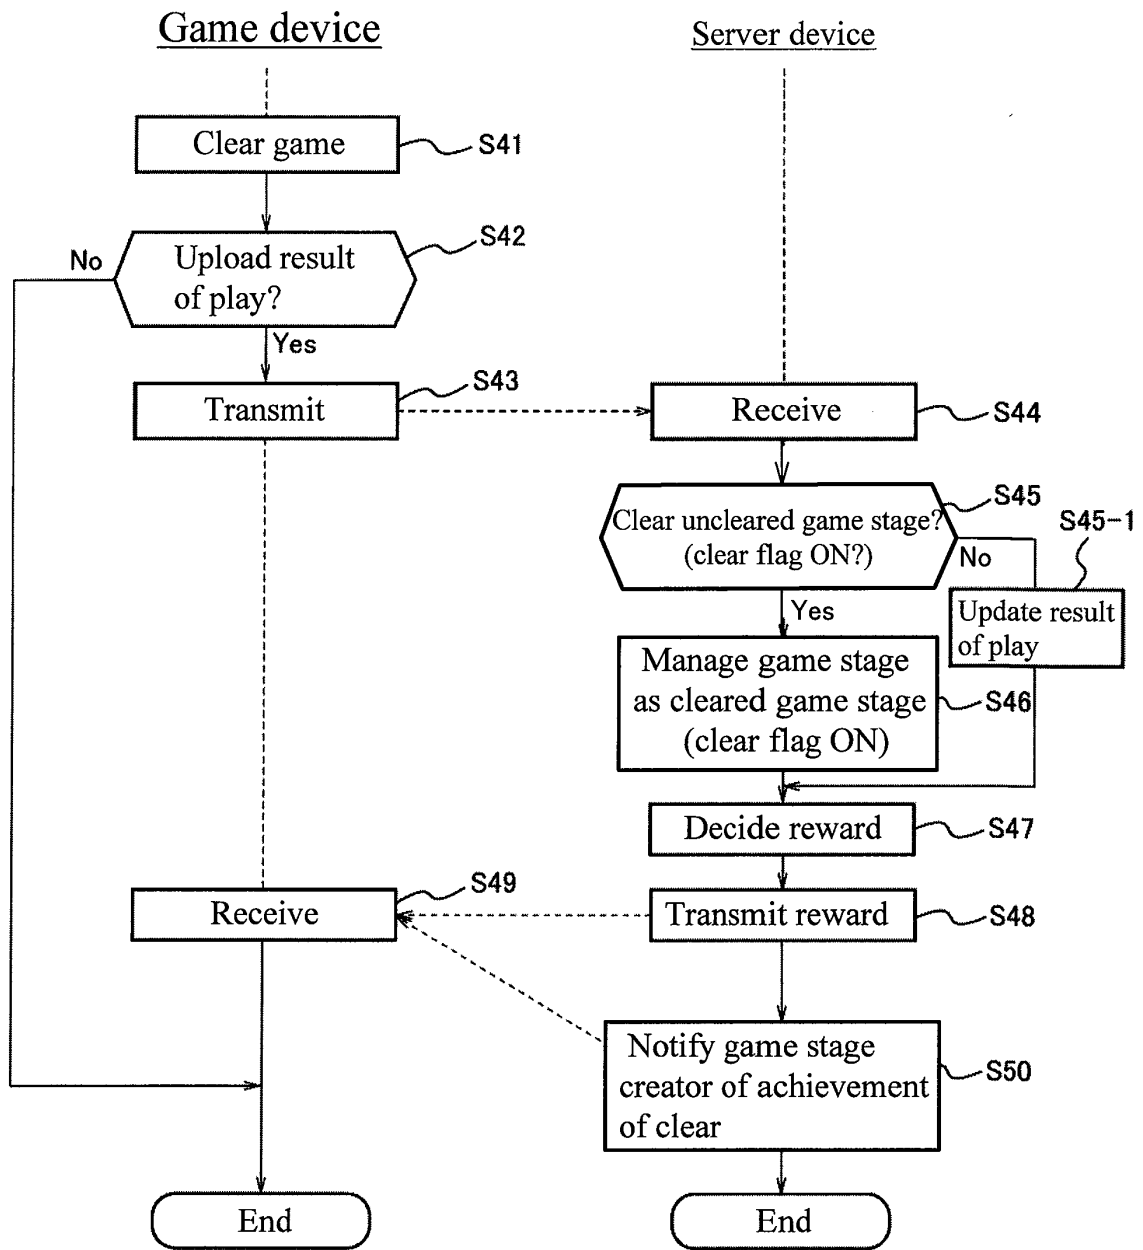 Game device
Server device
Clear game
S41
Upload result
of play?
S42
No
Yes
Transmit
S43
Receive
S44
Clear uncleared game stage?
(clear flag ON?)
S45
No
S45-1
Update result
of play
Yes
Manage game stage
as cleared game stage
(clear flag ON)
S46
Decide reward
S47
Receive
S49
Transmit reward
S48
Notify game stage
creator of achievement
of clear
S50
End
End